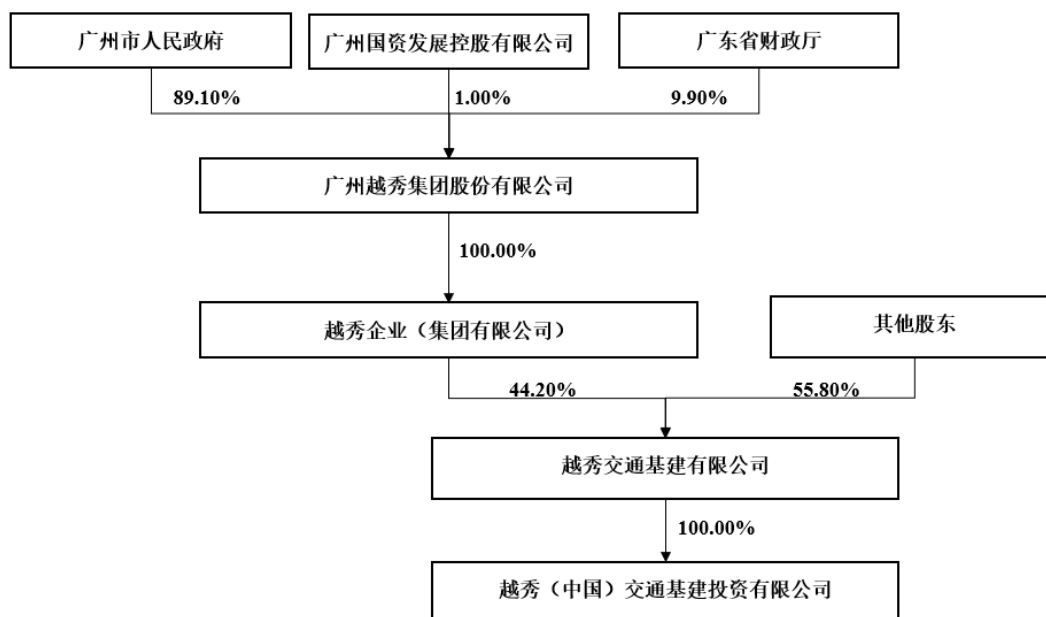 广州市人民政府
广州国资发展控股有限公司
广东省财政厅
89.10%
1.00%
9.90%
广州越秀集团股份有限公司
100.00%
越秀企业（集团有限公司）
其他股东
44.20%
55.80%
越秀交通基建有限公司
100.00%
越秀（中国）交通基建投资有限公司